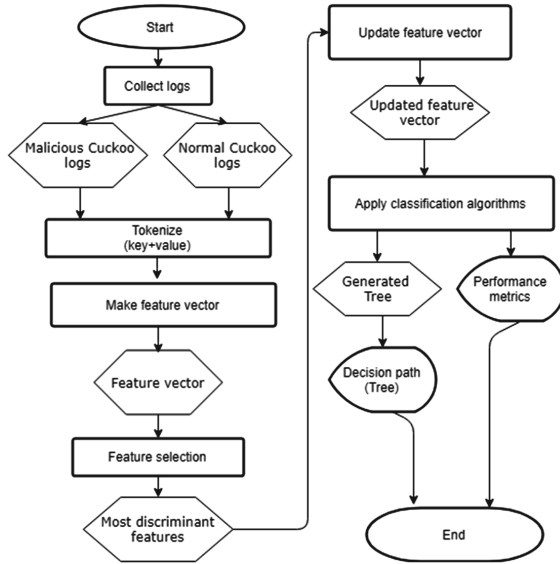 Start
Collect logs
Malicious Cuckoo
logs
Normal Cuckoo
logs
Tokenize
(key+value)
Make feature vector
Feature vector
Feature selection
Most discriminant
features
Update feature vector
Updated feature
vector
Apply classification algorithms
Generated
Tree
Performance
metrics
Decision path
(Tree)
End